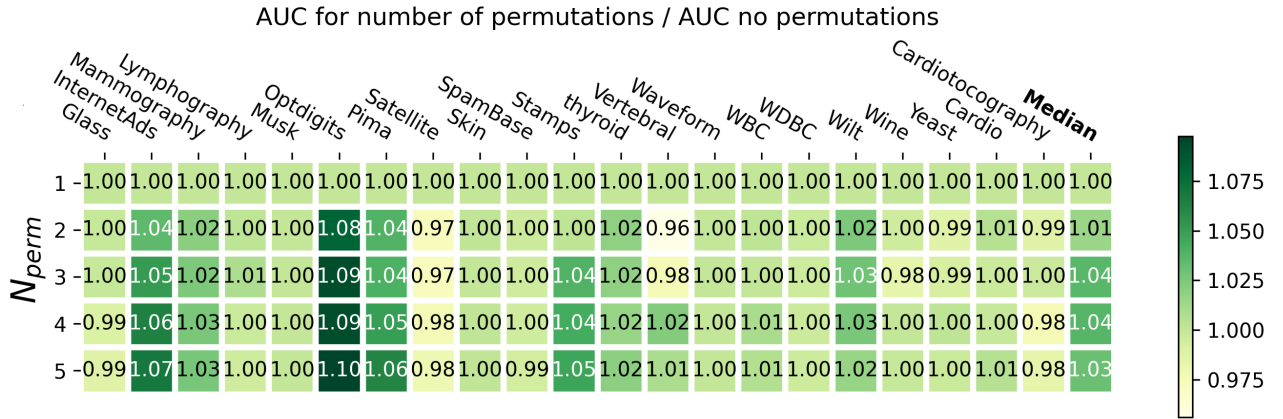 AUC for number of permutations / AUC no permutations
Glass
InternetAds
Mammography
Lymphography
Musk
Optdigits
Pima
Satellite
Skin
SpamBase
Stamps
thyroid
Vertebral
Waveform
WBC
WDBC
Wilt
Wine
Yeast
Cardio
Cardiotocography
Median
N_perm
1 1.00 1.00 1.00 1.00 1.00 1.00 1.00 1.00 1.00 1.00 1.00 1.00 1.00 1.00 1.00 1.00 1.00 1.00 1.00 1.00 1.00 1.00
2 1.00 1.04 1.02 1.00 1.00 1.08 1.04 0.97 1.00 1.00 1.00 1.02 0.96 1.00 1.00 1.00 1.02 1.00 0.99 1.01 0.99 1.01
3 1.00 1.05 1.02 1.01 1.00 1.09 1.04 0.97 1.00 1.00 1.04 1.02 0.98 1.00 1.00 1.00 1.03 0.98 0.99 1.00 1.00 1.04
4 0.99 1.06 1.03 1.00 1.00 1.09 1.05 0.98 1.00 1.00 1.04 1.02 1.02 1.00 1.01 1.00 1.03 1.00 1.00 1.00 0.98 1.04
5 0.99 1.07 1.03 1.00 1.00 1.10 1.06 0.98 1.00 0.99 1.05 1.02 1.01 1.00 1.01 1.00 1.02 1.00 1.00 1.01 0.98 1.03
1.075
1.050
1.025
1.000
0.975